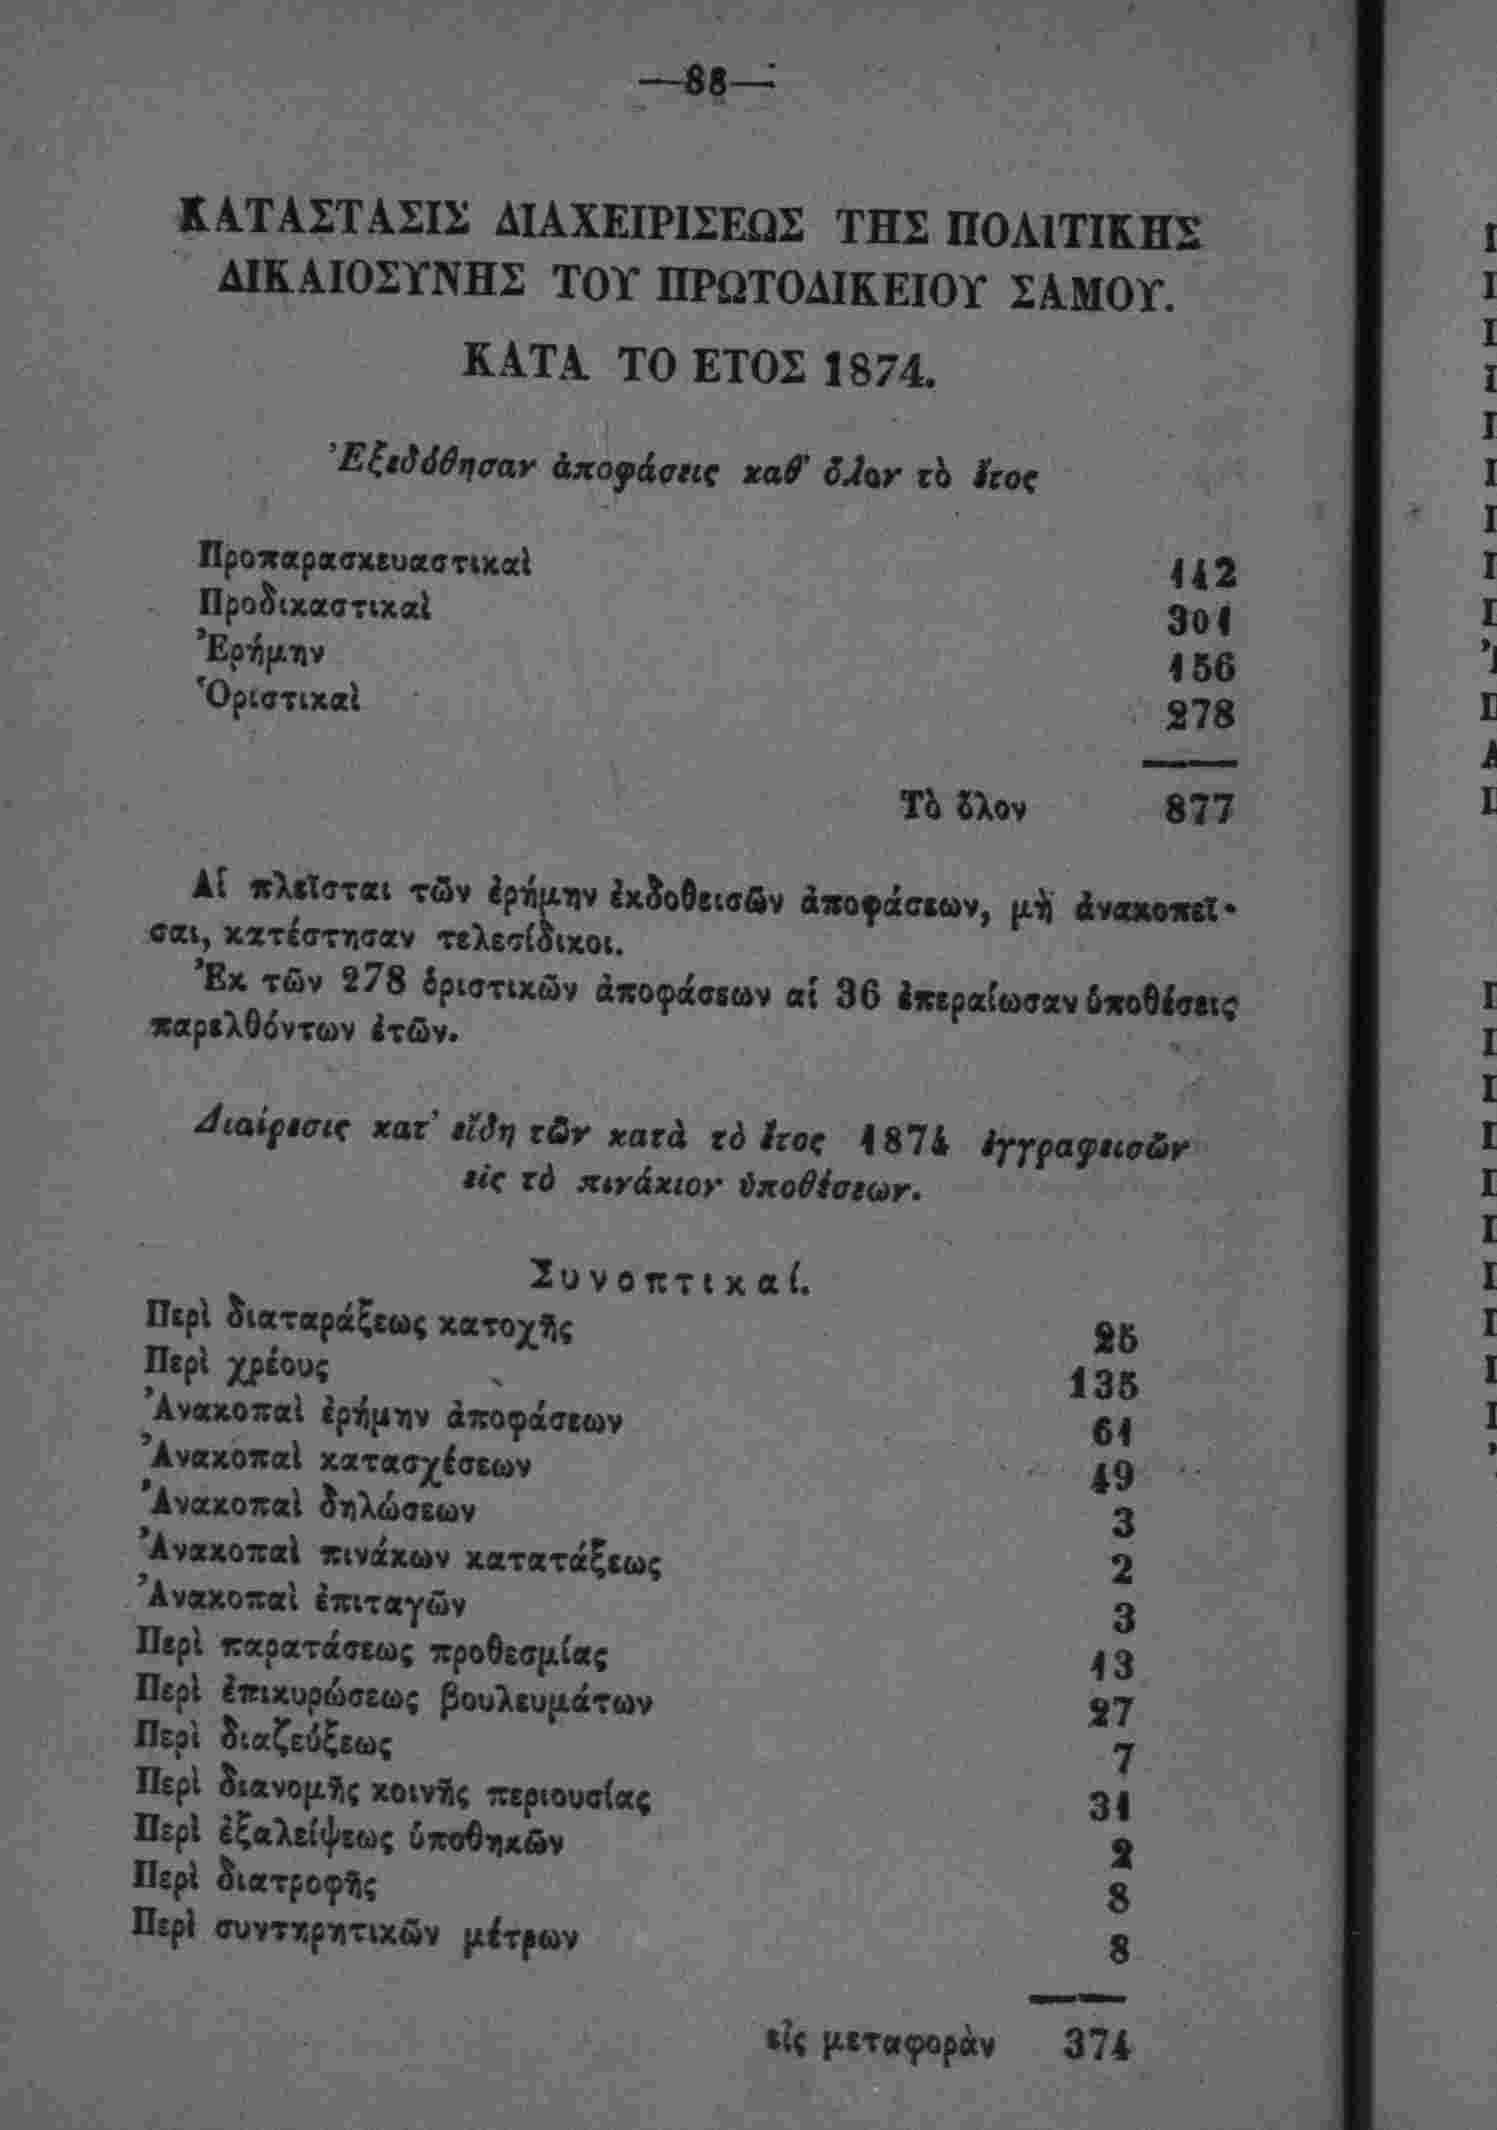 —88—
ΚΑΤΑΣΤΑΣΙΣ ΔΙΑΧΕΙΡΙΣΕΩΣ ΤΗΣ ΠΟΛΙΤΙΚΗΣ
ΔΙΚΑΙΟΣΥΝΗΣ ΤΟΥ ΠΡΩΤΟΔΙΚΕΙΟΥ ΣΑΜΟΥ.
ΚΑΤΑ ΤΟ ΕΤΟΣ 1874.
Ἐξεδόθησαν ἀποφάσεις καθ' ὅλον τὸ ἔτος
Προπαρασκευαστικαὶ 142
Προδικαστικαὶ 301
Ἐρήμην 156
Ὁριστικαὶ 278
Τὸ ὅλον 877
Αἱ πλεῖσται τῶν ἐρήμην ἐκδοθεισῶν ἀποφάσεων, μὴ ἀνακοπεῖ-
σαι, κατέστησαν τελεσίδικοι.
Ἐκ τῶν 278 ὁριστικῶν ἀποφάσεων αἱ 36 ἐπεραίωσαν ὑποθέσεις
παρελθόντων ἐτῶν.
Διαίρεσις κατ' εἴδη τῶν κατὰ τὸ ἔτος 1874 ἐγγραφεισῶν
εἰς τὸ πινάκιον ὑποθέσεων.
Συνοπτικαί.
Περὶ διαταράξεως κατοχῆς 25
Περὶ χρέους 135
Ἀνακοπαὶ ἐρήμην ἀποφάσεων 61
Ἀνακοπαὶ κατασχέσεων 49
Ἀνακοπαὶ δηλώσεων 3
Ἀνακοπαὶ πινάκων κατατάξεως 2
Ἀνακοπαὶ ἐπιταγῶν 3
Περὶ παρατάσεως προθεσμίας 13
Περὶ ἐπικυρώσεως βουλευμάτων 27
Περὶ διαζεύξεως 7
Περὶ διανομῆς κοινῆς περιουσίας 31
Περὶ ἐξαλείψεως ὑποθηκῶν 2
Περὶ διατροφῆς 8
Περὶ συντηρητικῶν μέτρων 8
εἰς μεταφορὰν 374